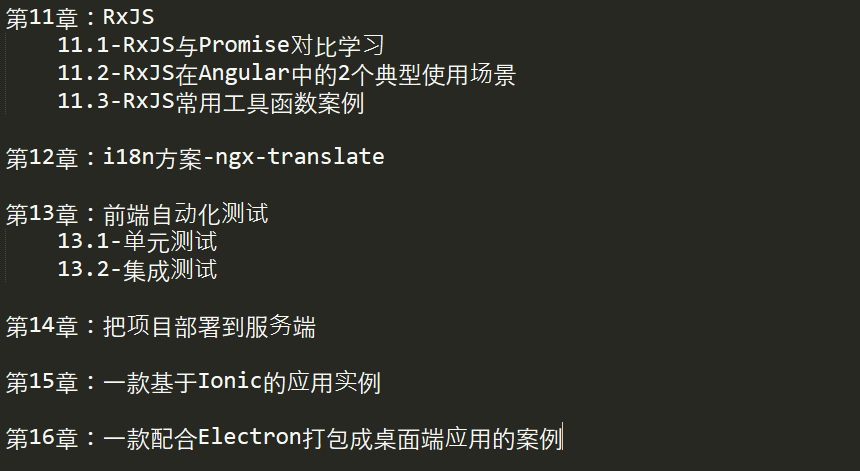 第11章：RxJS
11.1-RxJS与Promise对比学习
11.2-RxJS在Angular中的2个典型使用场景
11.3-RxJS常用工具函数案例
第12章：i18n方案-ngx-translate
第13章：前端自动化测试
13.1-单元测试
13.2-集成测试
第14章：把项目部署到服务端
第15章：一款基于Ionic的应用实例
第16章：一款配合Electron打包成桌面端应用的案例